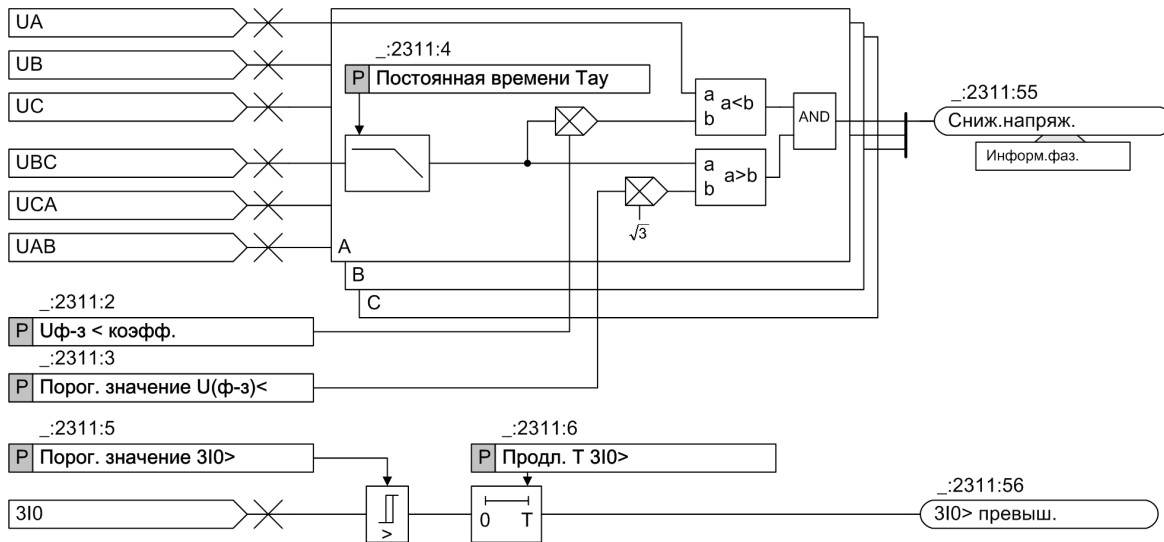 UA
UB
UC
UBC
UCA
UAB
_:2311:4
P Постоянная времени Тау
a
b
a<b
a
b
a>b
√3
AND
A
B
C
_:2311:55
Сниж.напряж.
Информ.фаз.
_:2311:2
P Uф-з < коэфф.
_:2311:3
P Порог. значение U(ф-з)<
_:2311:5
P Порог. значение 3I0>
_:2311:6
P Продл. T 3I0>
3I0
>
0 T
_:2311:56
3I0> превыш.